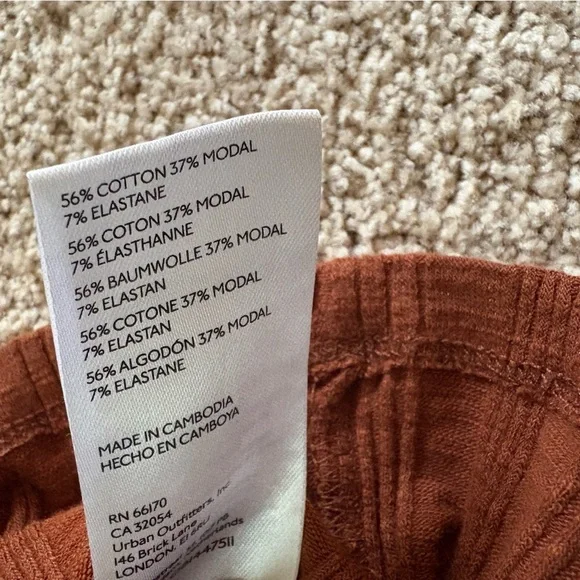 56% COTTON 37% MODAL
7% ELASTANE
56% COTON 37% MODAL
7% ÉLASTHANNE
56% BAUMWOLLE 37% MODAL
7% ELASTAN
56% COTONE 37% MODAL
7% ELASTAN
56% ALGODÓN 37% MODAL
7% ELASTANE
MADE IN CAMBODIA
HECHO EN CAMBOYA
RN 66170
CA 32054
Urban Outfitters, Inc
146 Brick Lane
LONDON, E1 6RU